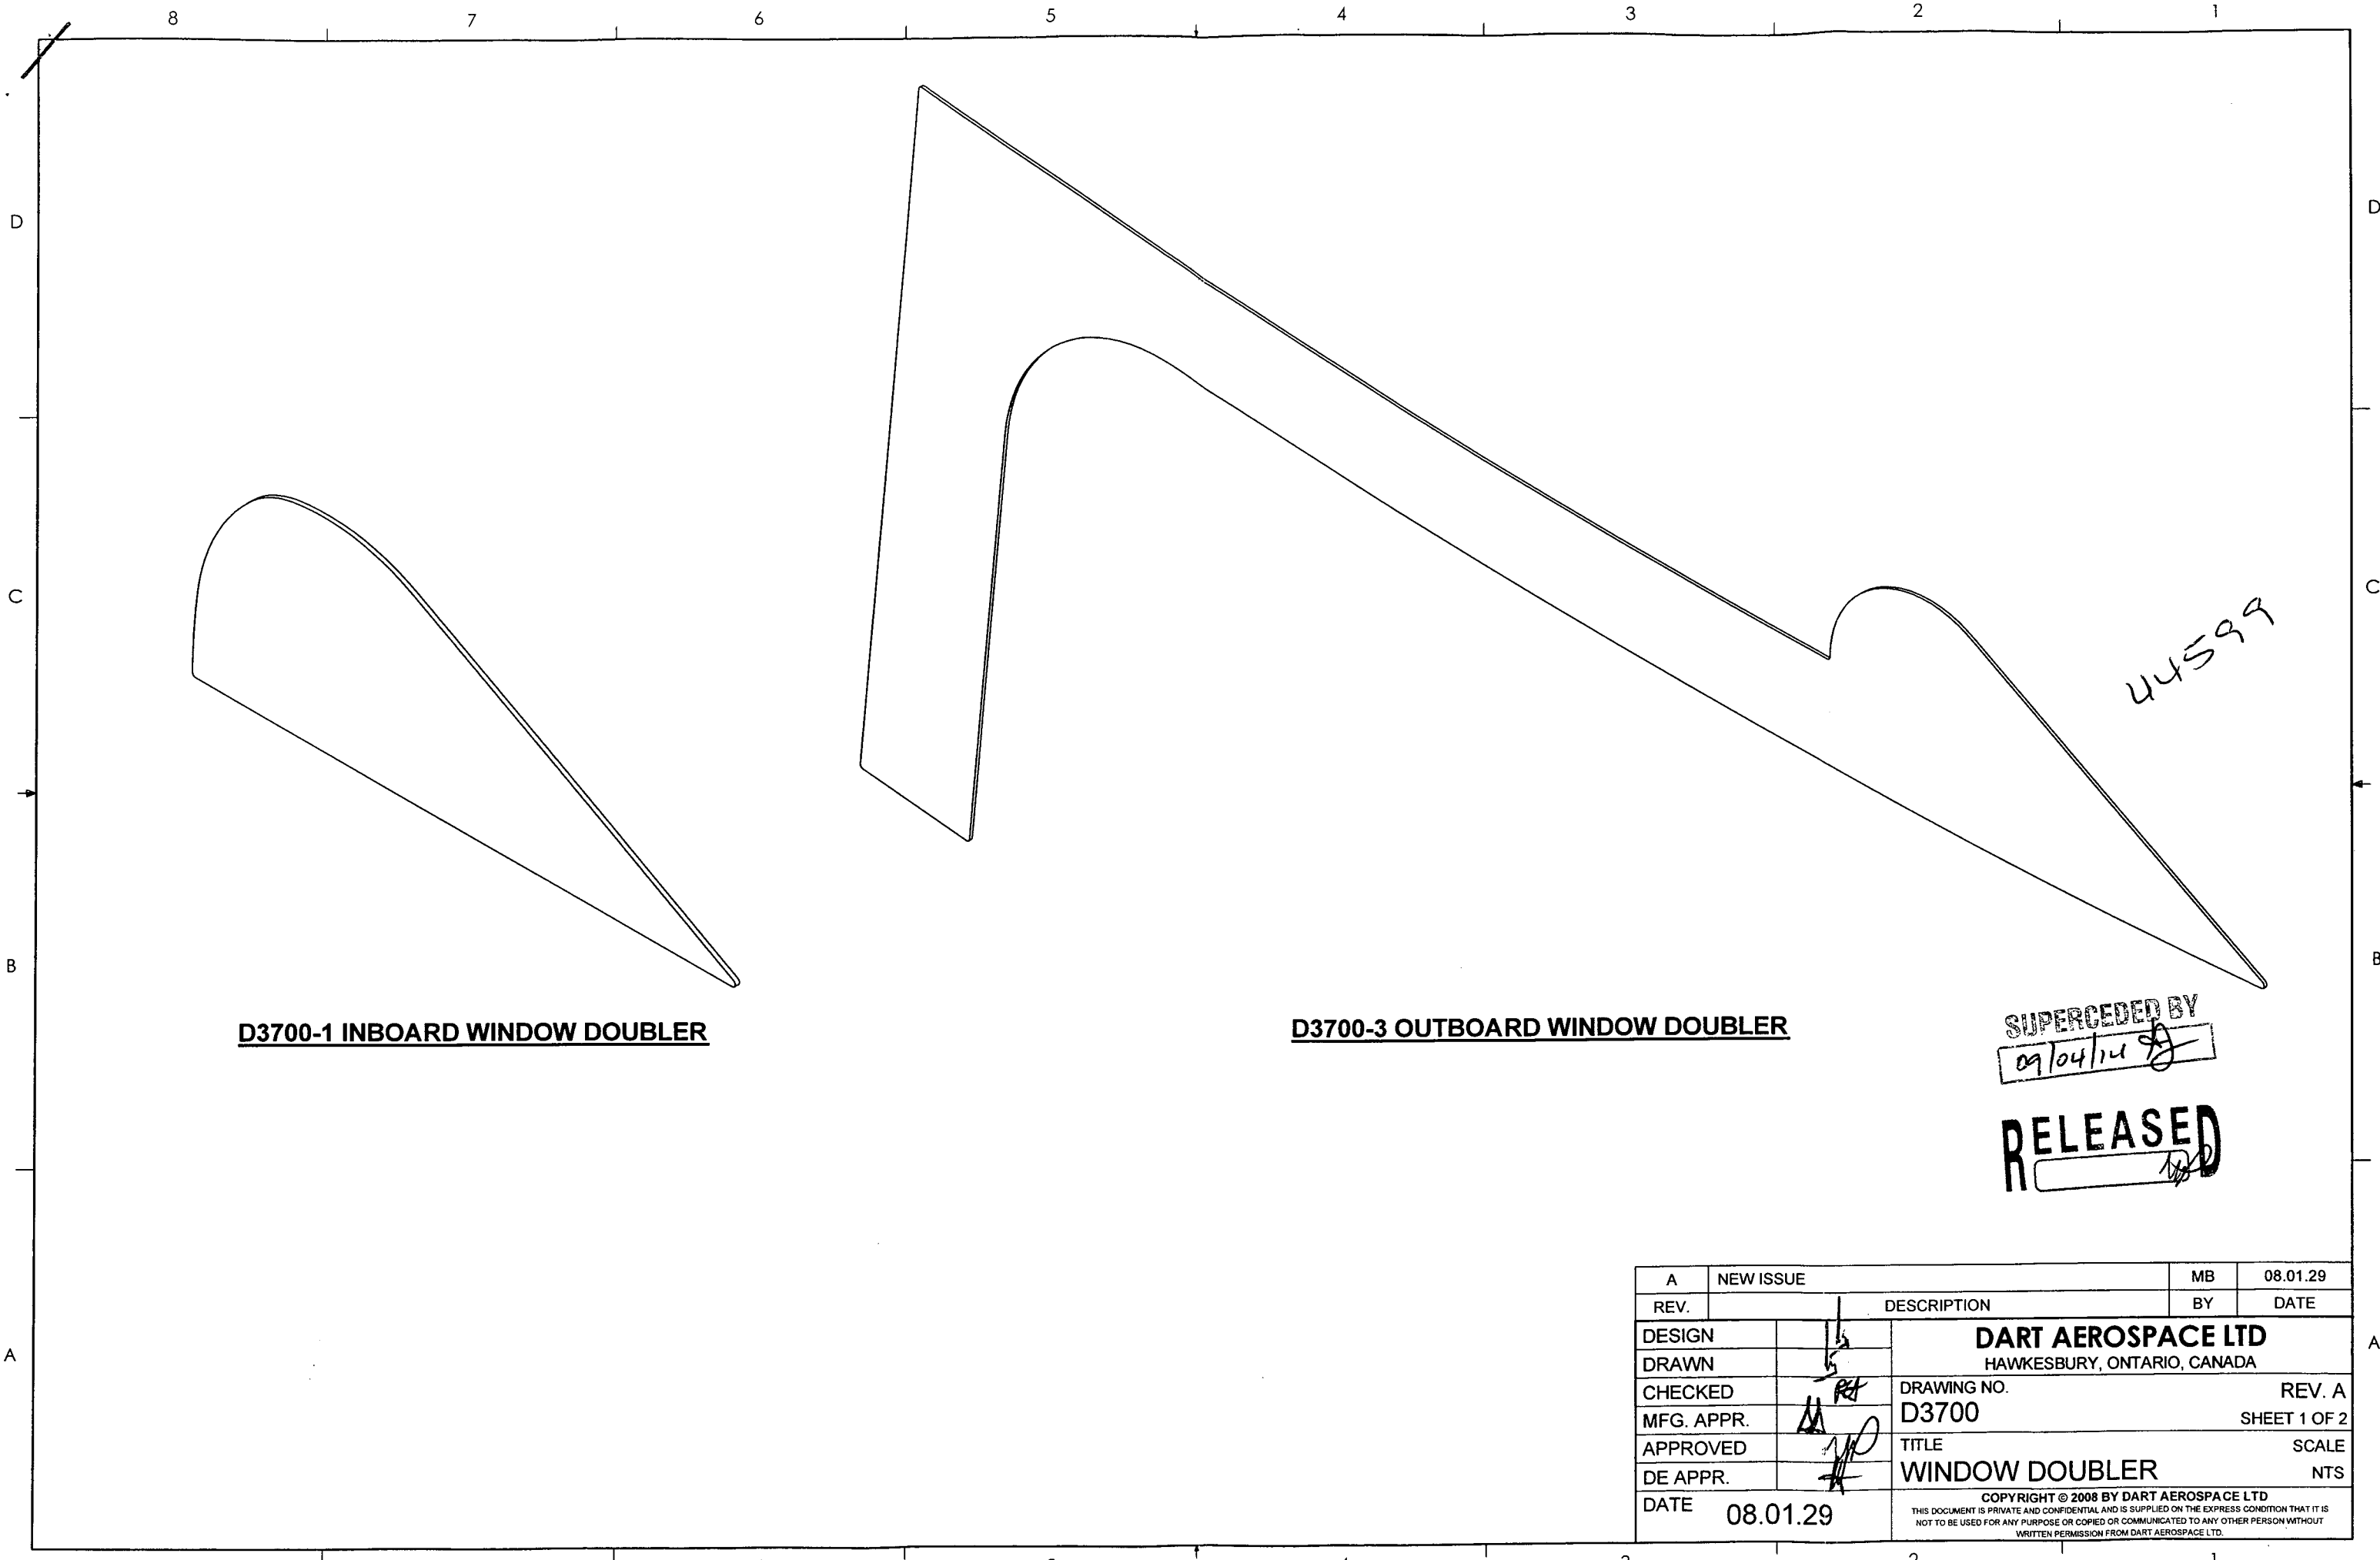 8 7 6 5 4 3 2 1
D D
C C
44599
B B
D3700-1 INBOARD WINDOW DOUBLER
D3700-3 OUTBOARD WINDOW DOUBLER
SUPERCEDED BY
09/04/14
RELEASED
A NEW ISSUE MB 08.01.29
REV. DESCRIPTION BY DATE
A A
DESIGN
DRAWN
CHECKED
MFG. APPR.
APPROVED
DE APPR.
DATE 08.01.29
DART AEROSPACE LTD
HAWKESBURY, ONTARIO, CANADA
DRAWING NO. REV. A
D3700 SHEET 1 OF 2
TITLE SCALE
WINDOW DOUBLER NTS
COPYRIGHT © 2008 BY DART AEROSPACE LTD
THIS DOCUMENT IS PRIVATE AND CONFIDENTIAL AND IS SUPPLIED ON THE EXPRESS CONDITION THAT IT IS
NOT TO BE USED FOR ANY PURPOSE OR COPIED OR COMMUNICATED TO ANY OTHER PERSON WITHOUT
WRITTEN PERMISSION FROM DART AEROSPACE LTD.